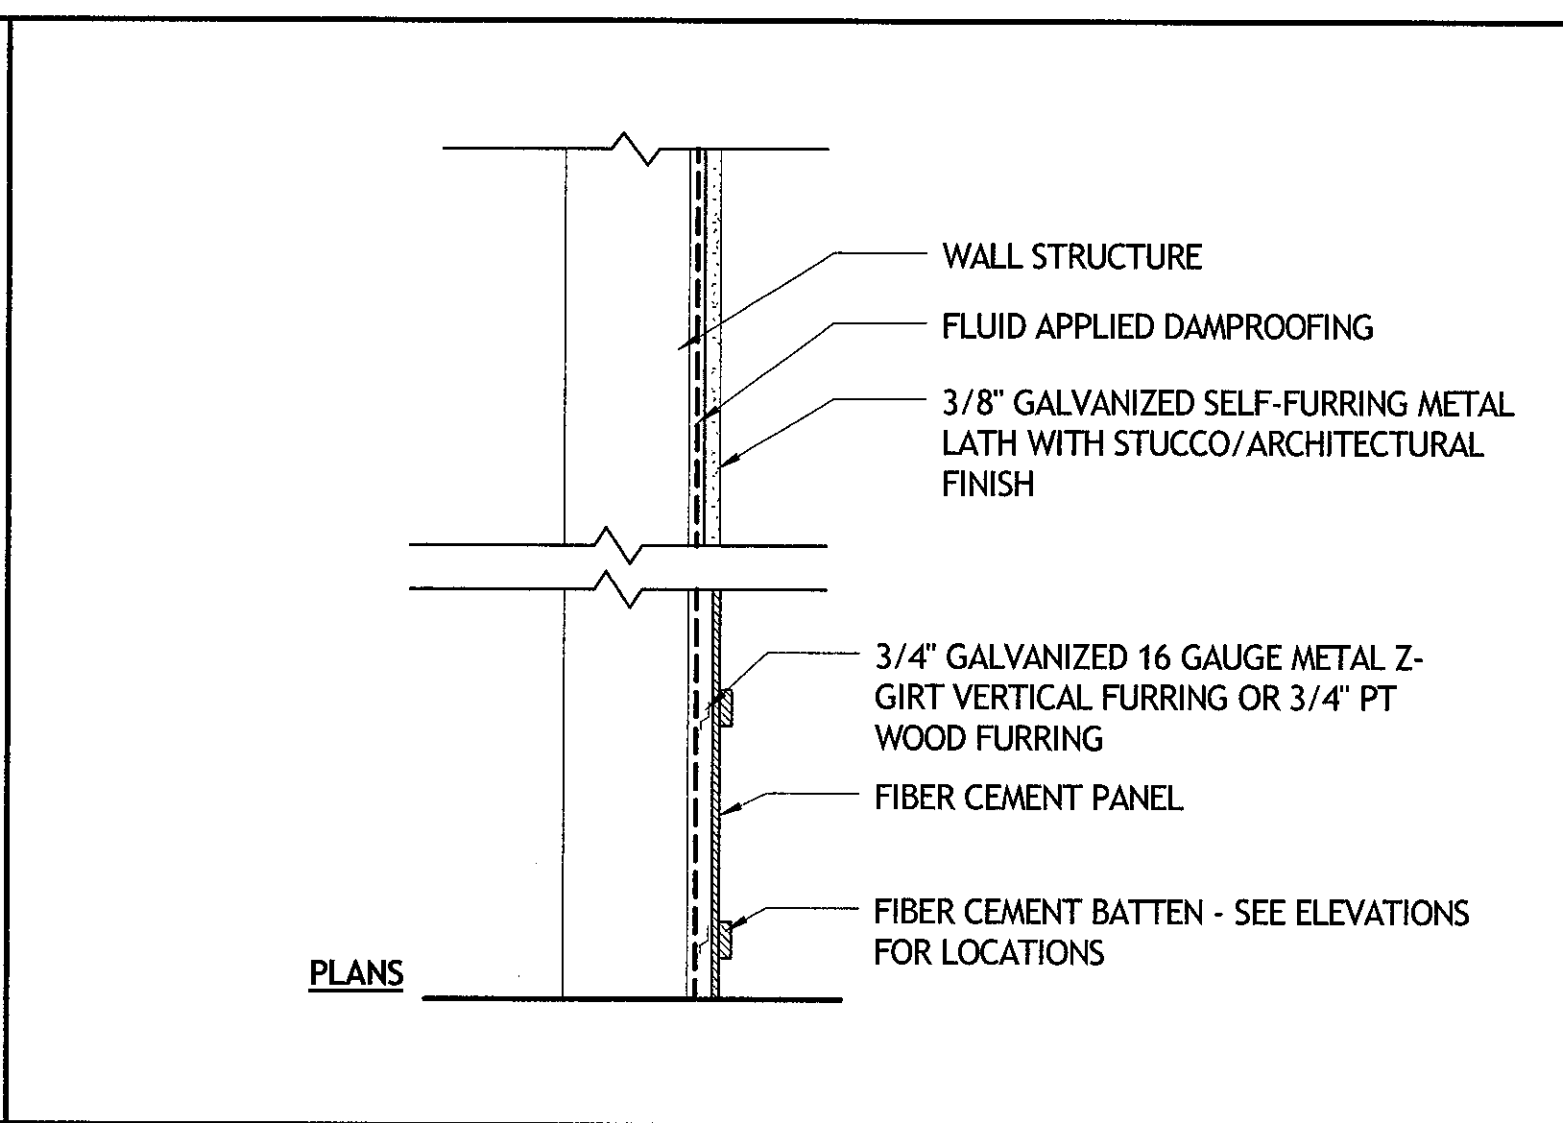 WALL STRUCTURE
FLUID APPLIED DAMPROOFING
3/8" GALVANIZED SELF-FURRING METAL
LATH WITH STUCCO/ARCHITECTURAL
FINISH
3/4" GALVANIZED 16 GAUGE METAL Z-
GIRT VERTICAL FURRING OR 3/4" PT
WOOD FURRING
FIBER CEMENT PANEL
FIBER CEMENT BATTEN - SEE ELEVATIONS
FOR LOCATIONS
PLANS